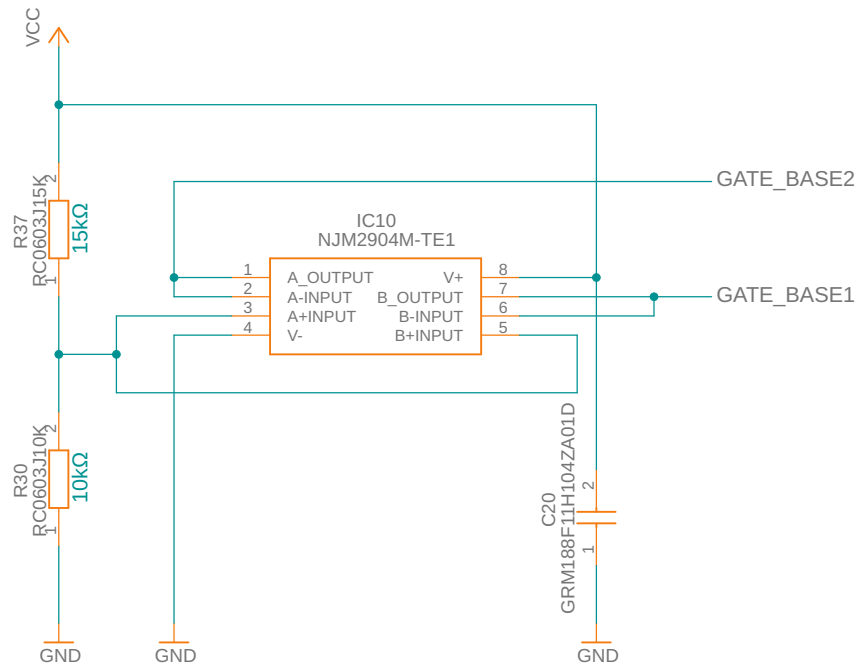 VCC
GATE_BASE2
R37
RC0603J15K
2
15kΩ
1
IC10
NJM2904M-TE1
1
A_OUTPUT
V+
8
2
A-INPUT
B_OUTPUT
7
GATE_BASE1
3
A+INPUT
B-INPUT
6
4
V-
B+INPUT
5
R30
RC0603J10K
2
10kΩ
1
C20
GRM188F11H104ZA01D
2
1
GND
GND
GND